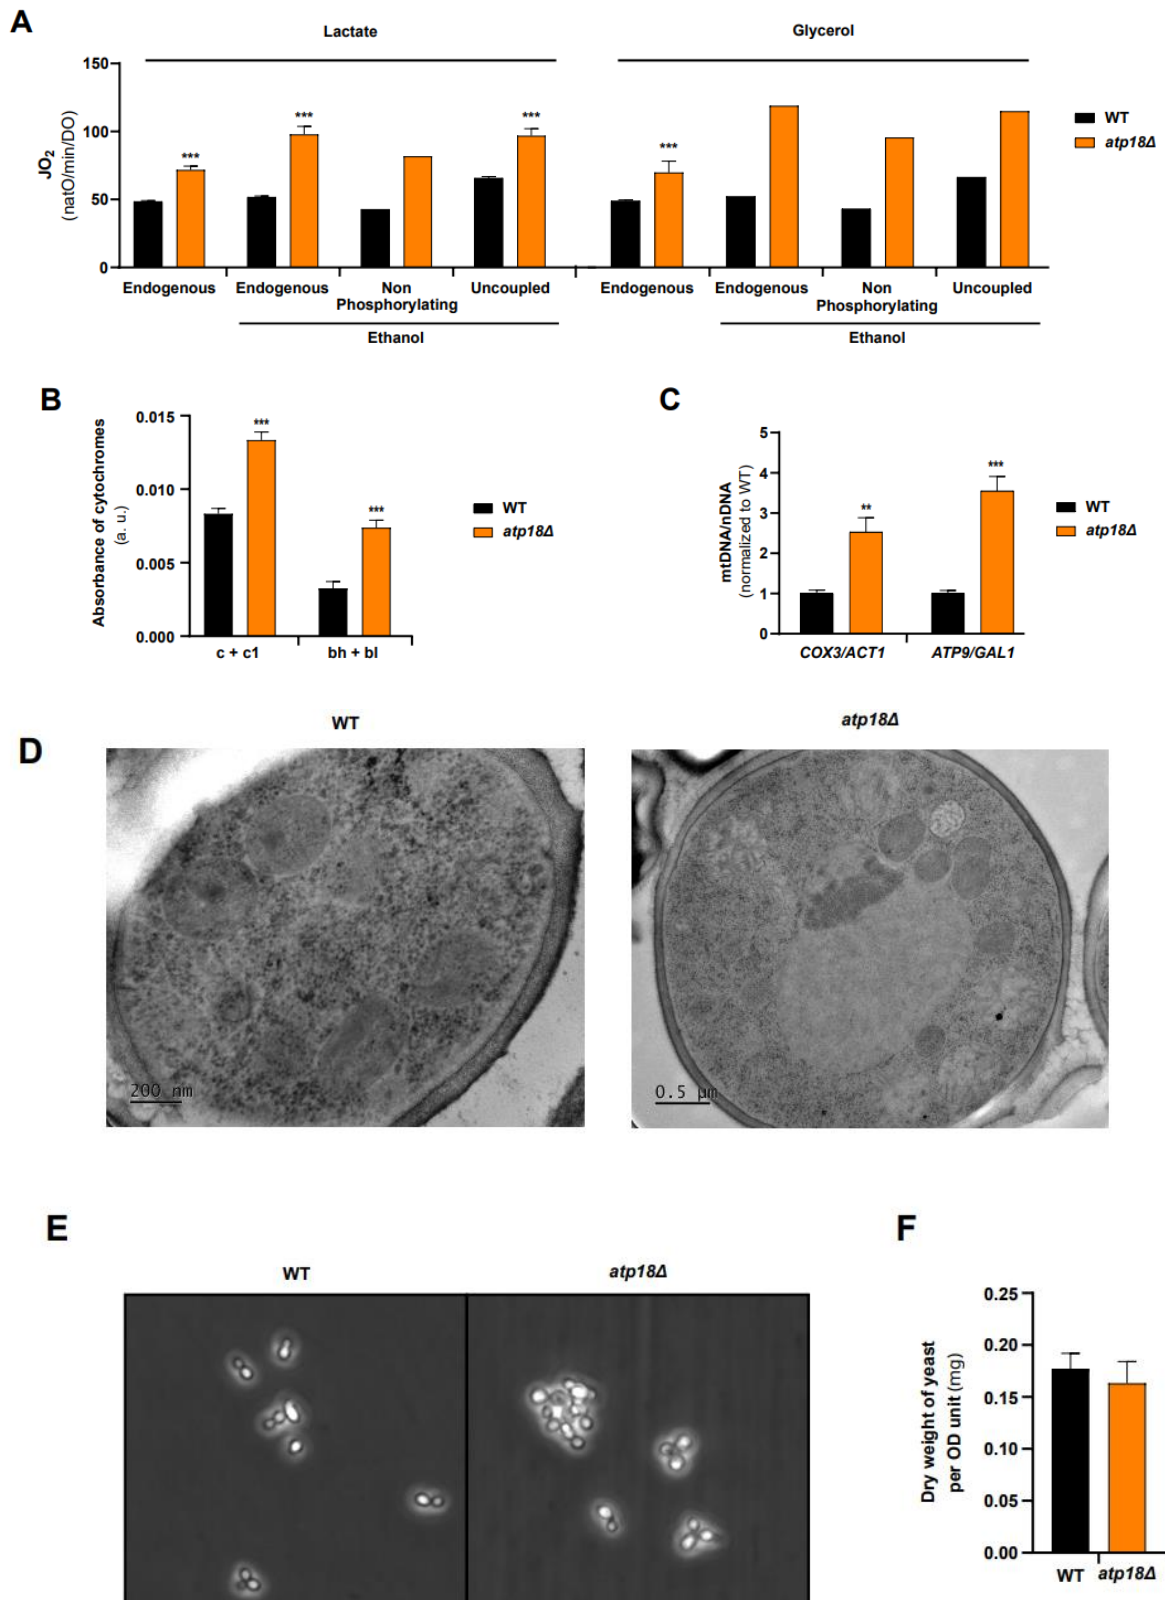 A
Lactate
Glycerol
JO2
(natO/min/DO)
150
100
50
0
***
***
***
***
WT
atp18Δ
Endogenous
Endogenous
Non
Phosphorylating
Uncoupled
Endogenous
Endogenous
Non
Phosphorylating
Uncoupled
Ethanol
Ethanol
B
Absorbance of cytochromes
(a. u.)
0.015
0.010
0.005
0.000
***
***
WT
atp18Δ
c + c1
bh + bl
C
mtDNA/nDNA
(normalized to WT)
5
4
3
2
1
0
**
***
WT
atp18Δ
COX3/ACT1
ATP9/GAL1
D
WT
atp18Δ
200 nm
0.5 µm
E
WT
atp18Δ
F
Dry weight of yeast
per OD unit (mg)
0.25
0.20
0.15
0.10
0.05
0.00
WT
atp18Δ